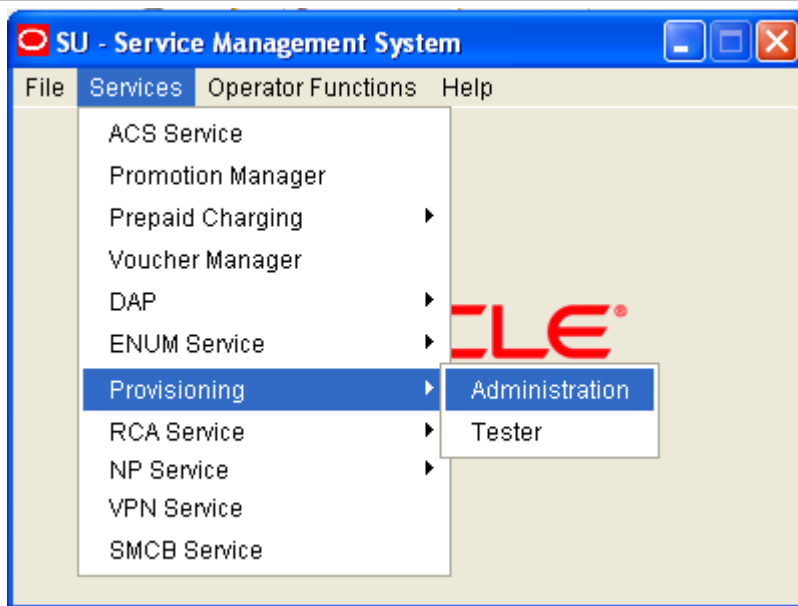 SU - Service Management System
File Services Operator Functions Help
ACS Service
Promotion Manager
Prepaid Charging
Voucher Manager
DAP
ENUM Service
CLE®
Provisioning
Administration
RCA Service
Tester
NP Service
VPN Service
SMCB Service